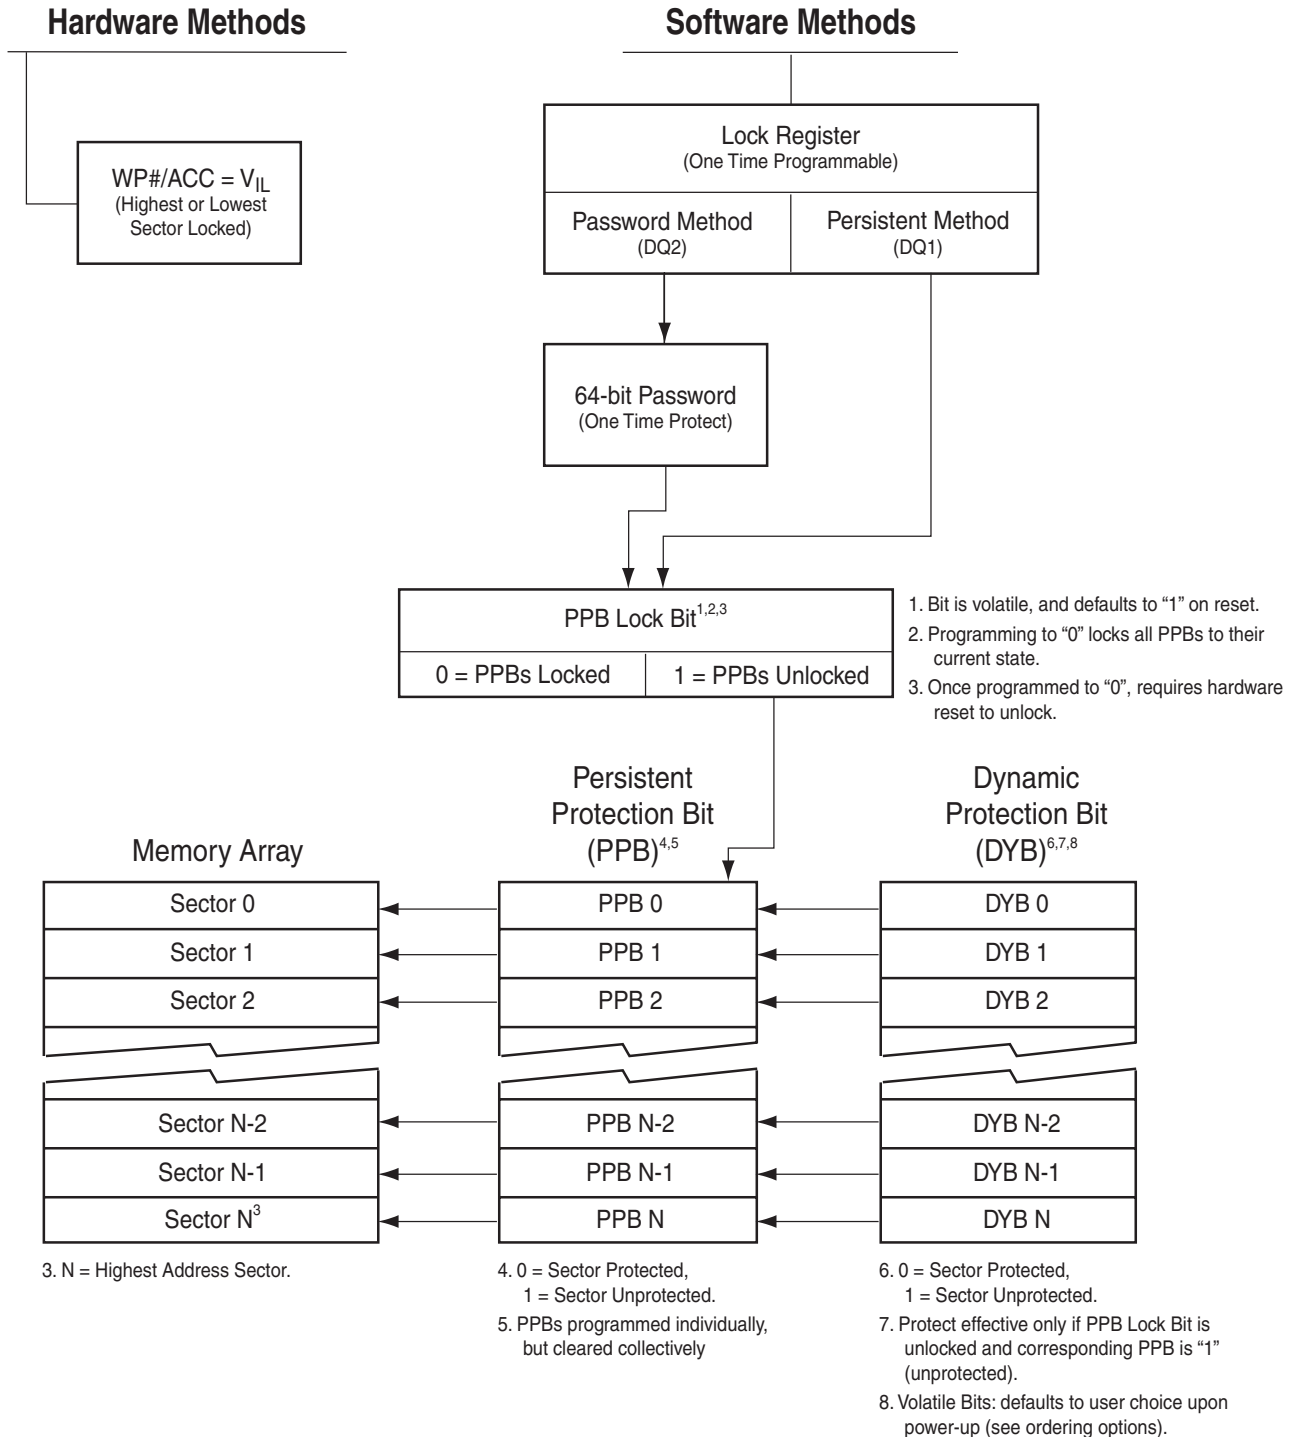 Hardware Methods
Software Methods
WP#/ACC = VIL
(Highest or Lowest
Sector Locked)
Lock Register
(One Time Programmable)
Password Method
(DQ2)
Persistent Method
(DQ1)
64-bit Password
(One Time Protect)
PPB Lock Bit1,2,3
0 = PPBs Locked
1 = PPBs Unlocked
1. Bit is volatile, and defaults to “1” on reset.
2. Programming to “0” locks all PPBs to their
current state.
3. Once programmed to “0”, requires hardware
reset to unlock.
Memory Array
Persistent
Protection Bit
(PPB)4,5
Dynamic
Protection Bit
(DYB)6,7,8
Sector 0
PPB 0
DYB 0
Sector 1
PPB 1
DYB 1
Sector 2
PPB 2
DYB 2
Sector N-2
PPB N-2
DYB N-2
Sector N-1
PPB N-1
DYB N-1
Sector N3
PPB N
DYB N
3. N = Highest Address Sector.
4. 0 = Sector Protected,
1 = Sector Unprotected.
5. PPBs programmed individually,
but cleared collectively
6. 0 = Sector Protected,
1 = Sector Unprotected.
7. Protect effective only if PPB Lock Bit is
unlocked and corresponding PPB is “1”
(unprotected).
8. Volatile Bits: defaults to user choice upon
power-up (see ordering options).